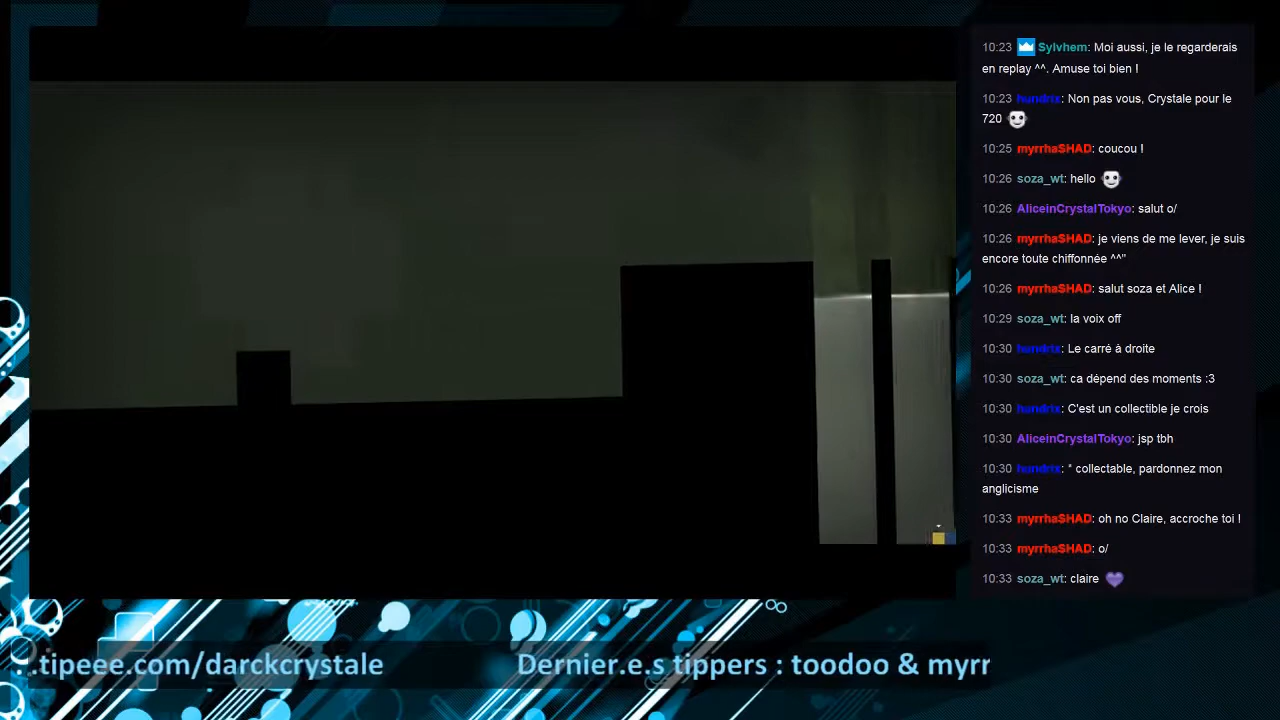 10:23 Sylvhem: Moi aussi, je le regarderais
en replay ^^. Amuse toi bien !
10:23 hundrix: Non pas vous, Crystale pour le
720
10:25 myrrhaSHAD: coucou !
10:26 soza_wt: hello
10:26 AliceinCrystalTokyo: salut o/
10:26 myrrhaSHAD: je viens de me lever, je suis
encore toute chiffonnée ^^"
10:26 myrrhaSHAD: salut soza et Alice !
10:29 soza_wt: la voix off
10:30 hundrix: Le carré à droite
10:30 soza_wt: ca dépend des moments :3
10:30 hundrix: C'est un collectible je crois
10:30 AliceinCrystalTokyo: jsp tbh
10:30 hundrix: * collectable, pardonnez mon
anglicisme
10:33 myrrhaSHAD: oh no Claire, accroche toi !
10:33 myrrhaSHAD: o/
10:33 soza_wt: claire
.tipeee.com/darckcrystale Dernier.e.s tippers : toodoo & myrr